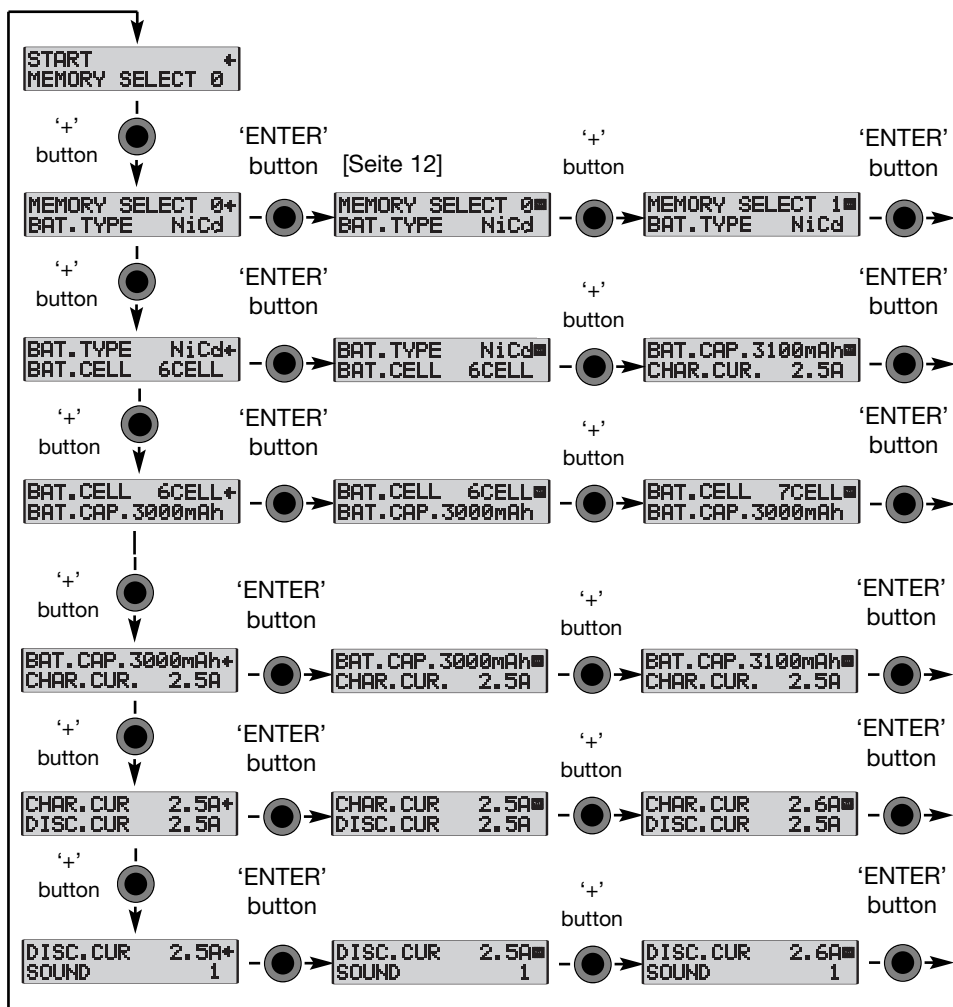 START
MEMORY SELECT 0
‘+’
button
‘ENTER’
button
[Seite 12]
‘+’
button
‘ENTER’
button
MEMORY SELECT 0
BAT.TYPE NiCd
MEMORY SELECT 0
BAT.TYPE NiCd
MEMORY SELECT 1
BAT.TYPE NiCd
‘+’
button
‘ENTER’
button
‘+’
button
‘ENTER’
button
BAT.TYPE NiCd
BAT.CELL 6CELL
BAT.TYPE NiCd
BAT.CELL 6CELL
BAT.CAP.3100mAh
CHAR.CUR. 2.5A
‘+’
button
‘ENTER’
button
‘+’
button
‘ENTER’
button
BAT.CELL 6CELL
BAT.CAP.3000mAh
BAT.CELL 6CELL
BAT.CAP.3000mAh
BAT.CELL 7CELL
BAT.CAP.3000mAh
‘+’
button
‘ENTER’
button
‘+’
button
‘ENTER’
button
BAT.CAP.3000mAh
CHAR.CUR. 2.5A
BAT.CAP.3000mAh
CHAR.CUR. 2.5A
BAT.CAP.3100mAh
CHAR.CUR. 2.5A
‘+’
button
‘ENTER’
button
‘+’
button
‘ENTER’
button
CHAR.CUR 2.5A
DISC.CUR 2.5A
CHAR.CUR 2.5A
DISC.CUR 2.5A
CHAR.CUR 2.6A
DISC.CUR 2.5A
‘+’
button
‘ENTER’
button
‘+’
button
‘ENTER’
button
DISC.CUR 2.5A
SOUND 1
DISC.CUR 2.5A
SOUND 1
DISC.CUR 2.6A
SOUND 1